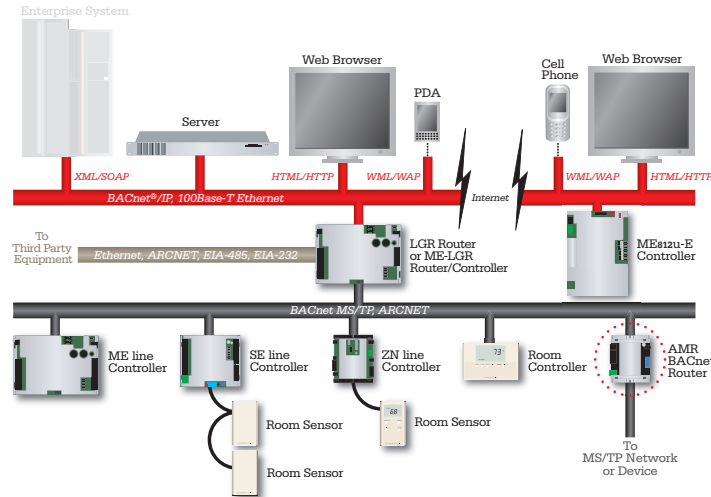 Enterprise System
Web Browser
Cell
Phone
Web Browser
PDA
Server
XML/SOAP
HTML/HTTP
WML/WAP
WML/WAP
HTML/HTTP
BACnet®/IP, 100Base-T Ethernet
Internet
To
Third Party
Equipment
Ethernet, ARCNET, EIA-485, EIA-232
LGR Router
or ME-LGR
Router/Controller
ME812u-E
Controller
BACnet MS/TP, ARCNET
ME line
Controller
SE line
Controller
ZN line
Controller
73
Room
Controller
AMR
BACnet
Router
68
Room Sensor
Room Sensor
Room Sensor
To
MS/TP Network
or Device